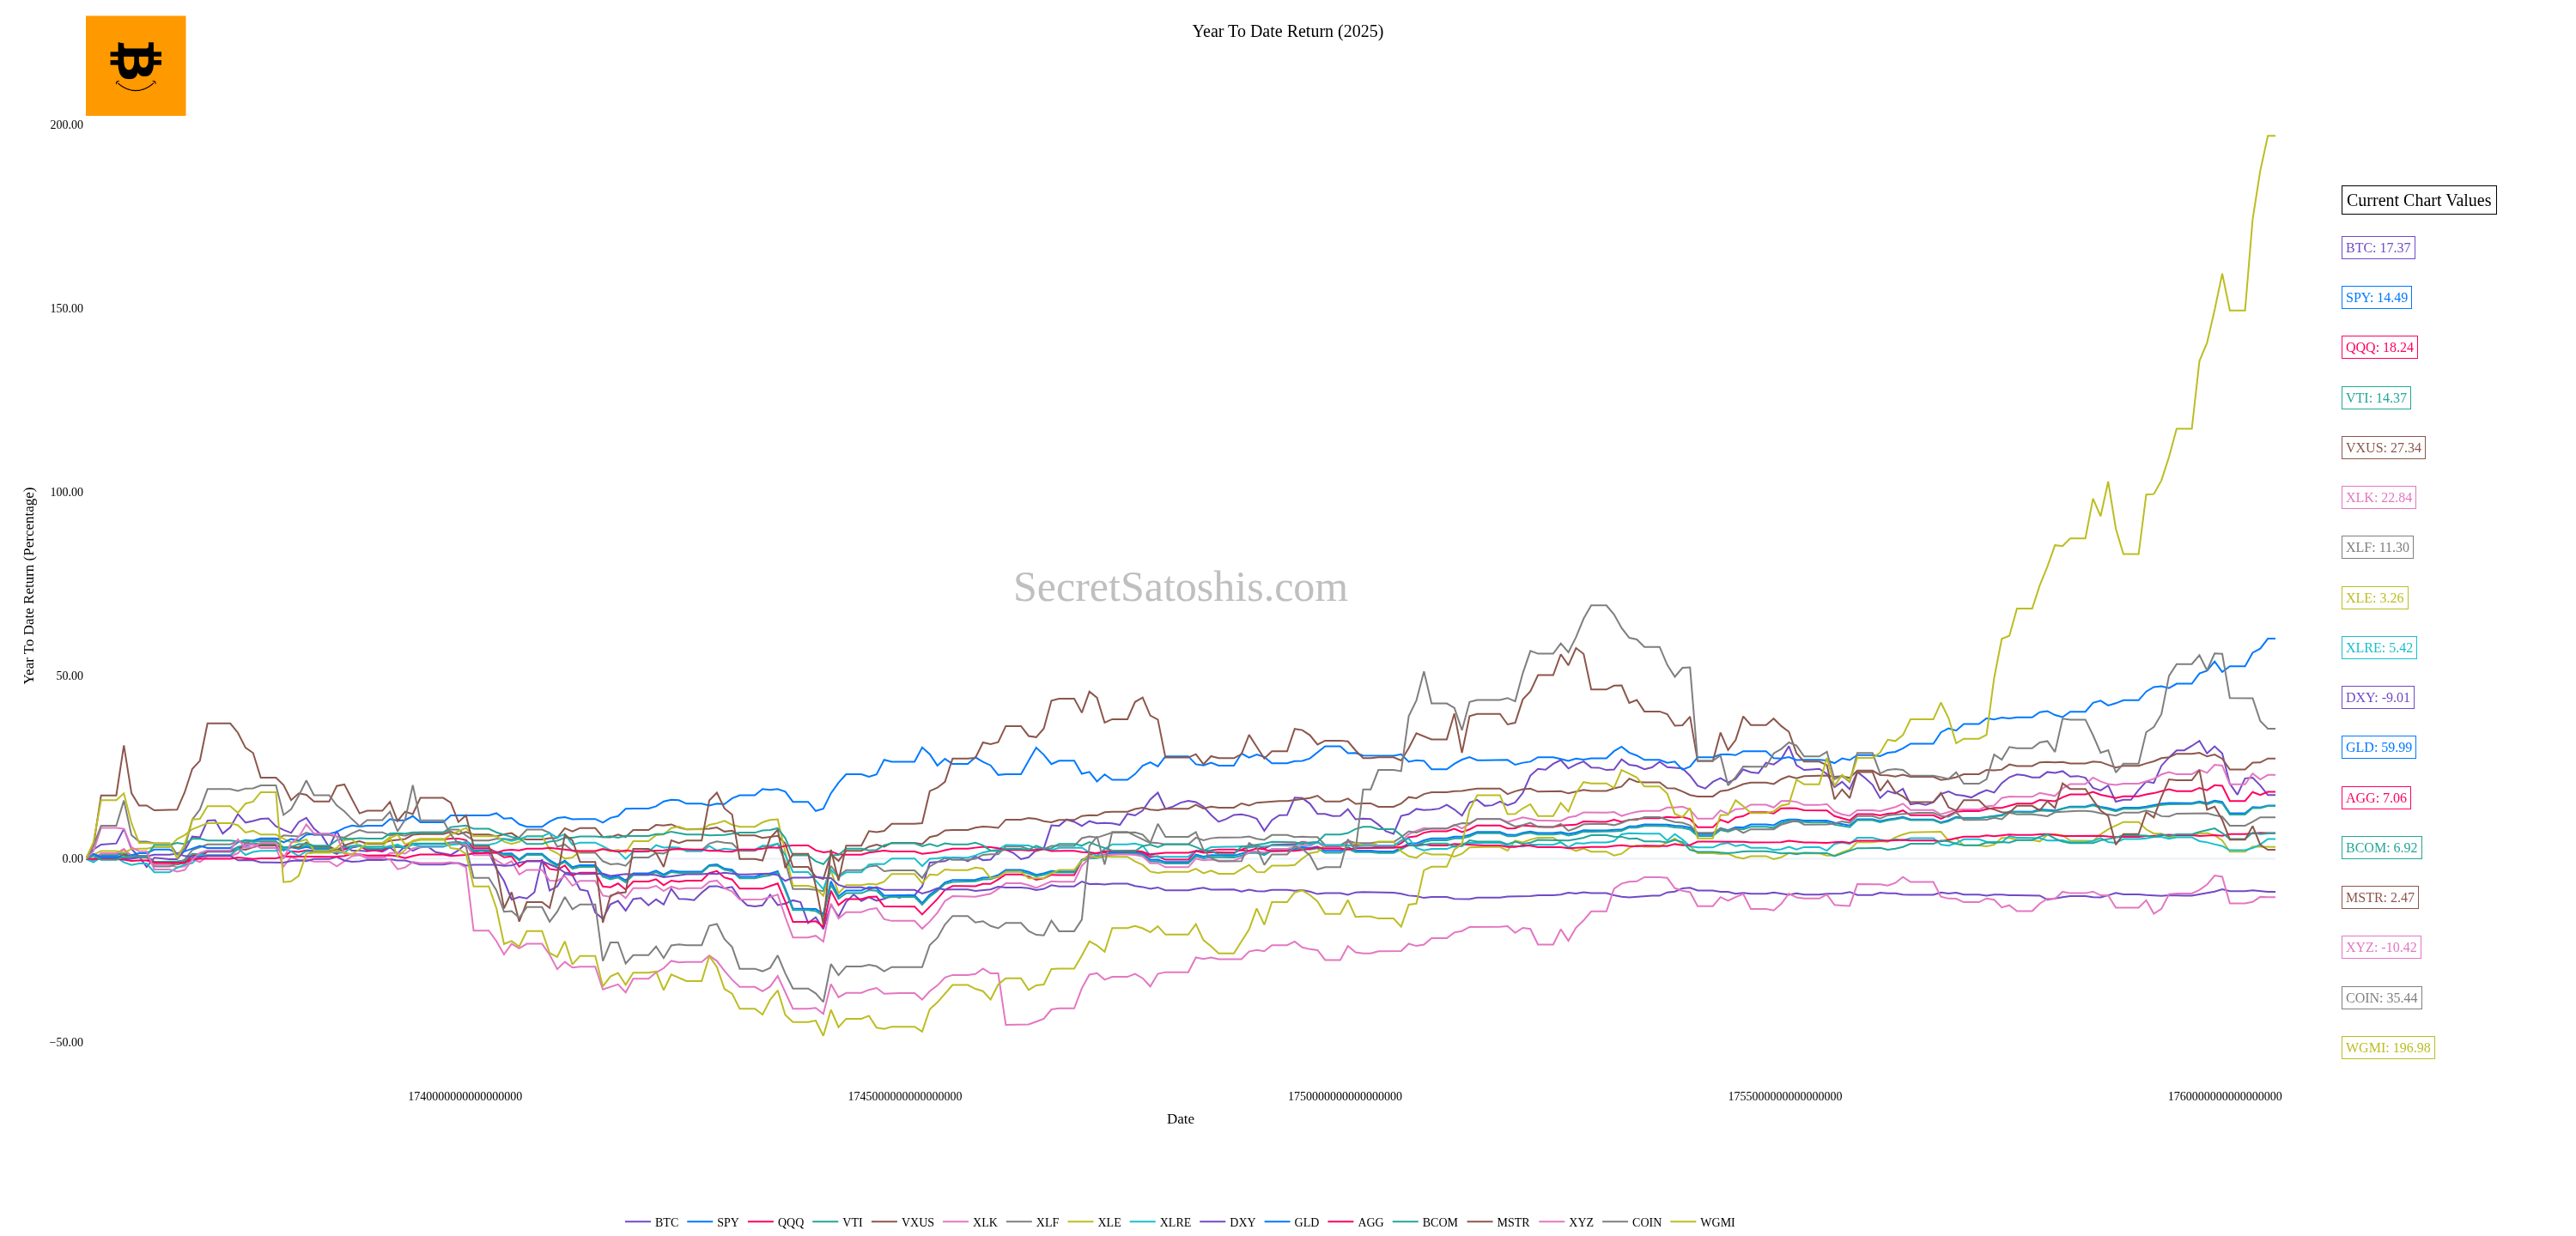 Year To Date Return (2025)
200.00
150.00
100.00
50.00
0.00
−50.00
Year To Date Return (Percentage)
SecretSatoshis.com
Current Chart Values
BTC: 17.37
SPY: 14.49
QQQ: 18.24
VTI: 14.37
VXUS: 27.34
XLK: 22.84
XLF: 11.30
XLE: 3.26
XLRE: 5.42
DXY: -9.01
GLD: 59.99
AGG: 7.06
BCOM: 6.92
MSTR: 2.47
XYZ: -10.42
COIN: 35.44
WGMI: 196.98
1740000000000000000 1745000000000000000 1750000000000000000 1755000000000000000 1760000000000000000
Date
BTC SPY QQQ VTI VXUS XLK XLF XLE XLRE DXY GLD AGG BCOM MSTR XYZ COIN WGMI